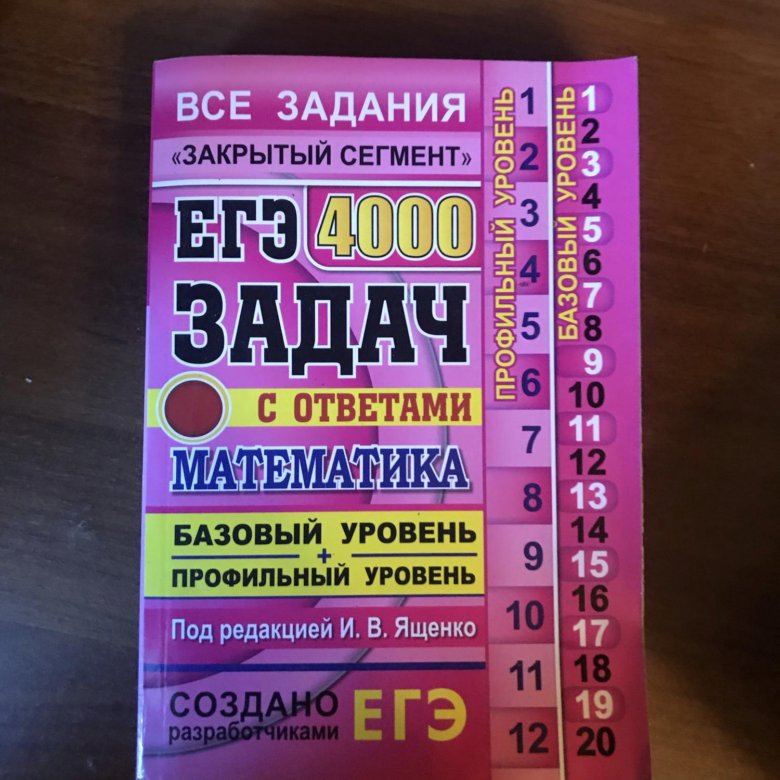 ВСЕ ЗАДАНИЯ
«ЗАКРЫТЫЙ СЕГМЕНТ»
ЕГЭ 4000
ЗАДАЧ
С ОТВЕТАМИ
МАТЕМАТИКА
БАЗОВЫЙ УРОВЕНЬ
+
ПРОФИЛЬНЫЙ УРОВЕНЬ
Под редакцией И. В. Ященко
СОЗДАНО
разработчиками ЕГЭ
ПРОФИЛЬНЫЙ УРОВЕНЬ
1
2
3
4
5
6
7
8
9
10
11
12
БАЗОВЫЙ УРОВЕНЬ
1
2
3
4
5
6
7
8
9
10
11
12
13
14
15
16
17
18
19
20